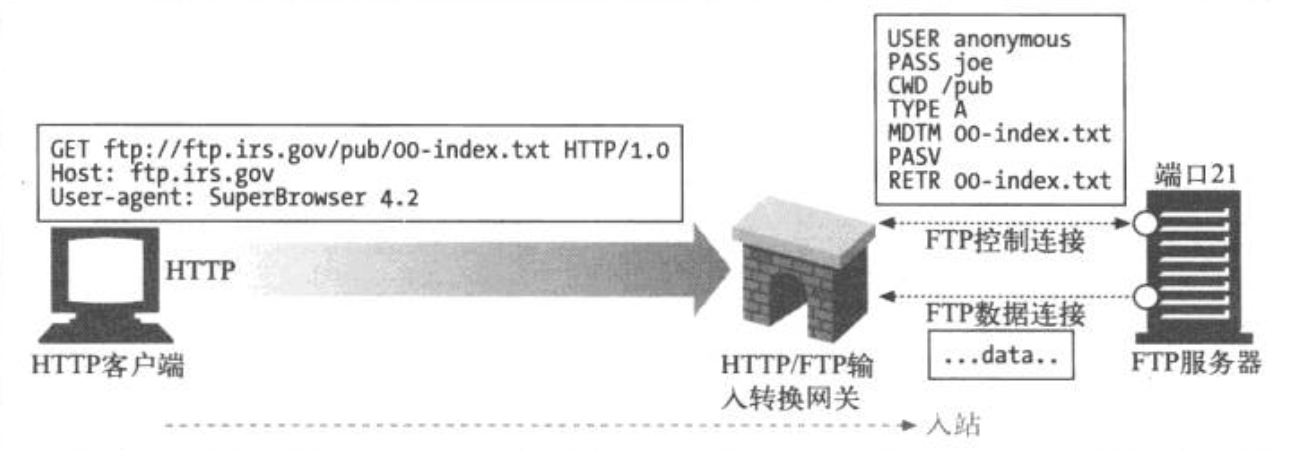 USER anonymous
PASS joe
CWD /pub
TYPE A
MDTM 00-index.txt
PASV
RETR 00-index.txt
GET ftp://ftp.irs.gov/pub/00-index.txt HTTP/1.0
Host: ftp.irs.gov
User-agent: SuperBrowser 4.2
端口21
FTP控制连接
HTTP
FTP数据连接
...data..
HTTP客户端
HTTP/FTP输
入转换网关
FTP服务器
入站